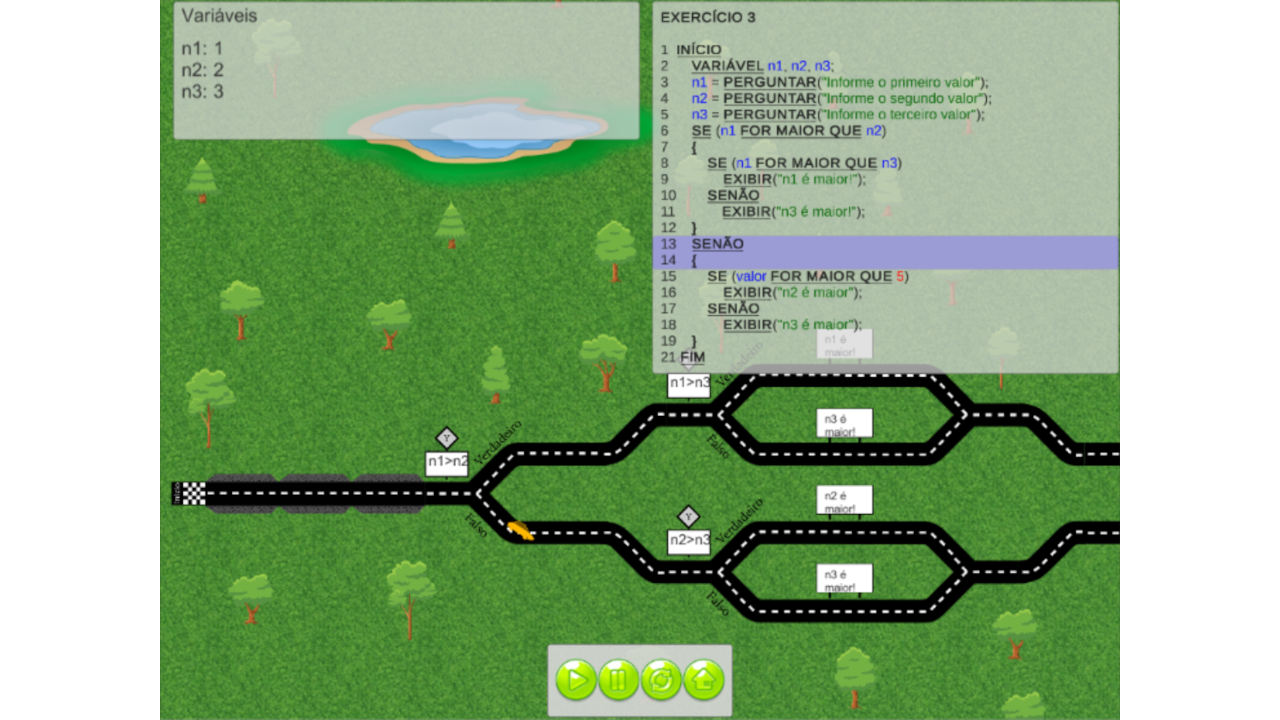 Variáveis
n1: 1
n2: 2
n3: 3
EXERCÍCIO 3
1 INÍCIO
2 VARIÁVEL n1, n2, n3;
3 n1 = PERGUNTAR("Informe o primeiro valor");
4 n2 = PERGUNTAR("Informe o segundo valor");
5 n3 = PERGUNTAR("Informe o terceiro valor");
6 SE (n1 FOR MAIOR QUE n2)
7 {
8 SE (n1 FOR MAIOR QUE n3)
9 EXIBIR("n1 é maior!");
10 SENÃO
11 EXIBIR("n3 é maior!");
12 }
13 SENÃO
14 {
15 SE (valor FOR MAIOR QUE 5)
16 EXIBIR("n2 é maior");
17 SENÃO
18 EXIBIR("n3 é maior");
19 }
21 FIM
n1 é
maior!
n1>n3
Verdadeiro
Falso
n3 é
maior!
Y
n1>n2
Verdadeiro
Falso
Início
n2 é
maior!
Y
n2>n3
Verdadeiro
Falso
n3 é
maior!